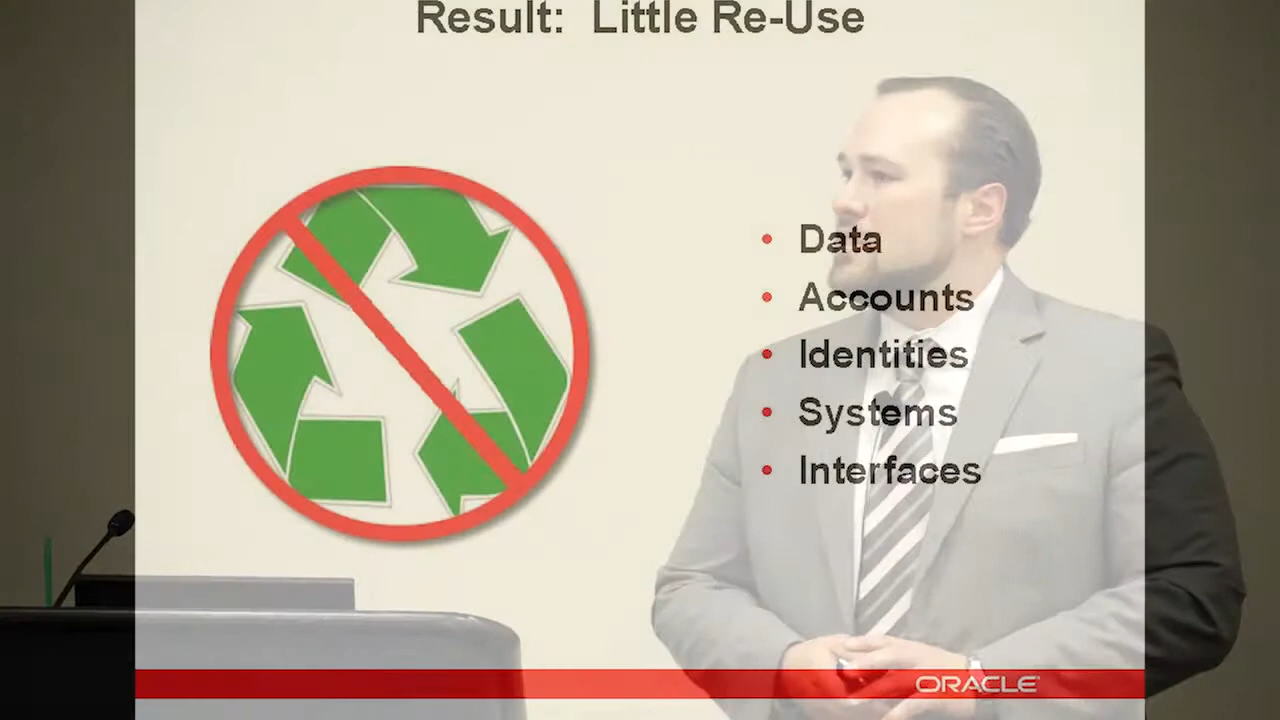 Result: Little Re-Use
• Data
• Accounts
• Identities
• Systems
• Interfaces
ORACLE